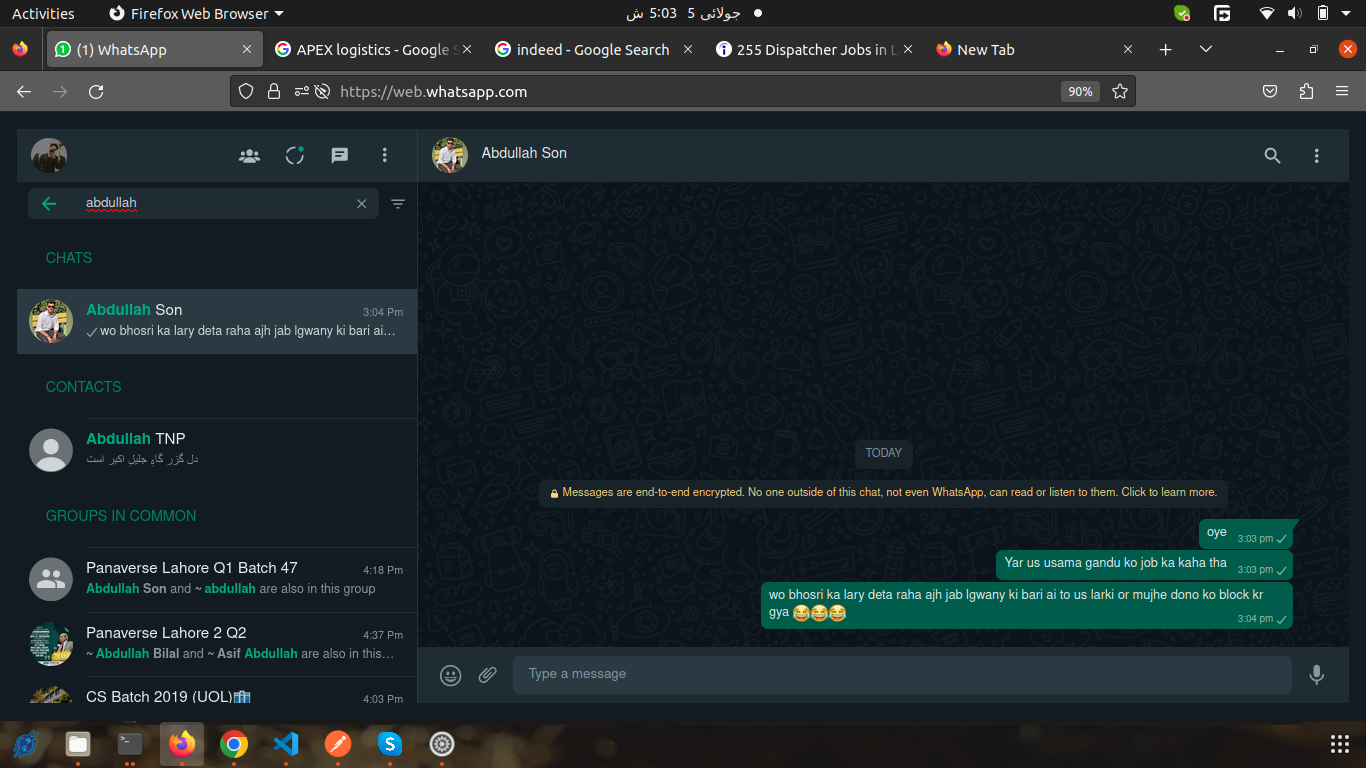 Activities
Firefox Web Browser
جولائی 5  5:03 ش
(1) WhatsApp
APEX logistics - Google S
indeed - Google Search
255 Dispatcher Jobs in L
New Tab
https://web.whatsapp.com
90%
abdullah
CHATS
Abdullah Son
3:04 Pm
wo bhosri ka lary deta raha ajh jab lgwany ki bari ai…
CONTACTS
Abdullah TNP
دل گزر گاہِ جلیلِ اکبر است
GROUPS IN COMMON
Panaverse Lahore Q1 Batch 47
4:18 Pm
Abdullah Son and ~ abdullah are also in this group
Panaverse Lahore 2 Q2
4:37 Pm
~ Abdullah Bilal and ~ Asif Abdullah are also in this…
CS Batch 2019 (UOL)
4:03 Pm
Abdullah Son
TODAY
Messages are end-to-end encrypted. No one outside of this chat, not even WhatsApp, can read or listen to them. Click to learn more.
oye
3:03 pm
Yar us usama gandu ko job ka kaha tha
3:03 pm
wo bhosri ka lary deta raha ajh jab lgwany ki bari ai to us larki or mujhe dono ko block kr
gya 😂😂😂
3:04 pm
Type a message